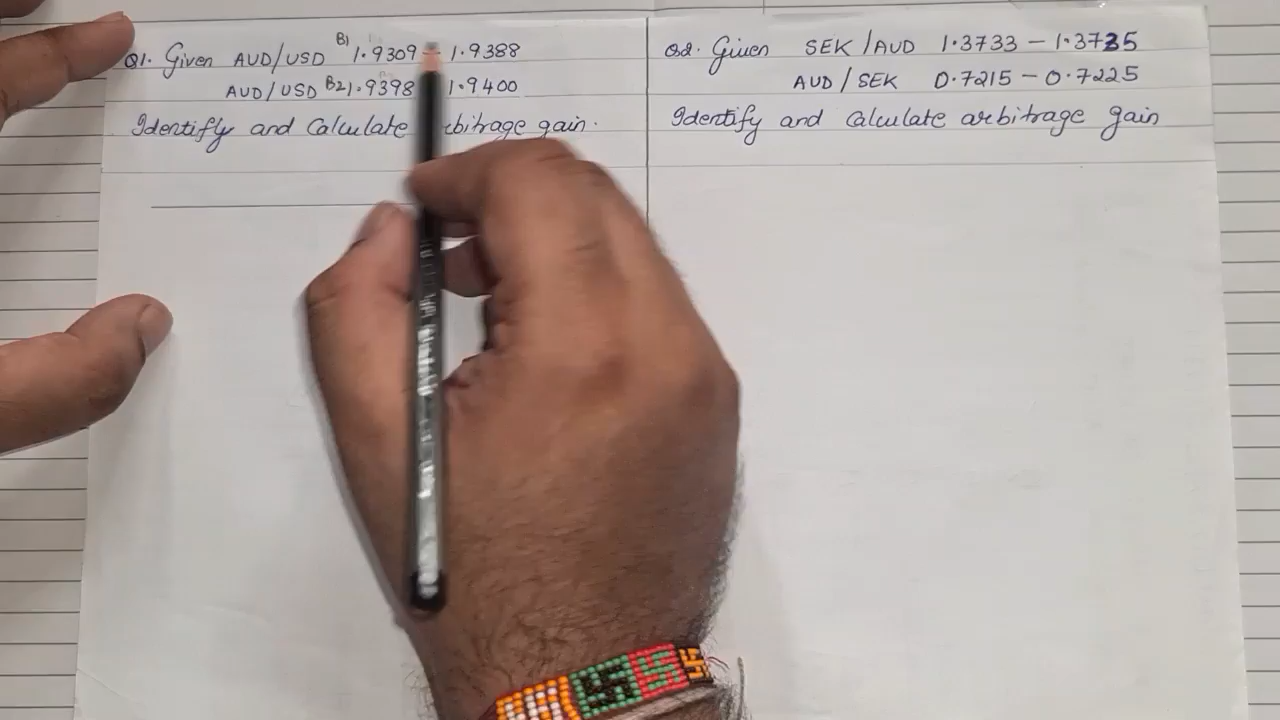 Q1. Given AUD/USD B1 1.9309 - 1.9388
AUD/USD B2 1.9398 1.9400
Identifly and Calculate rbitrage gain.
Q2. Given SEK/AUD 1.3733 - 1.3735
AUD/SEK 0.7215 - 0.7225
Identify and calculate arbitrage gain